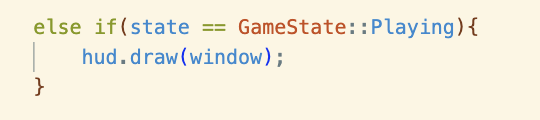 else if(state == GameState::Playing){
    hud.draw(window);
}